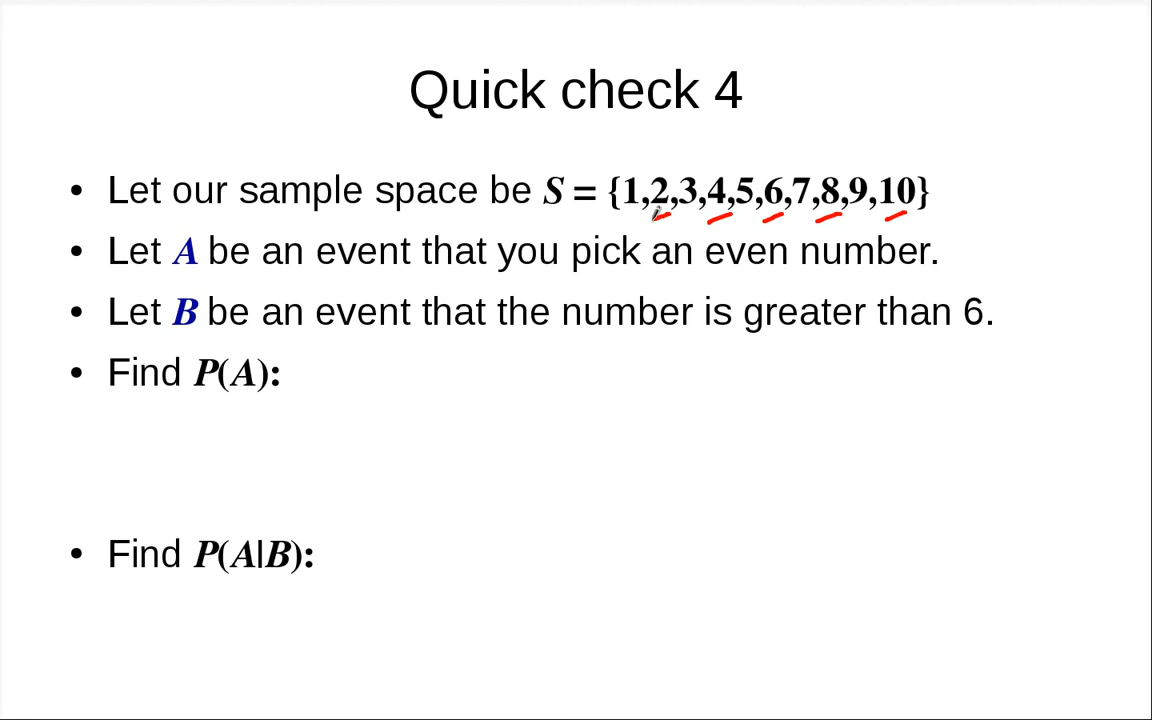 Quick check 4
• Let our sample space be S = {1,2,3,4,5,6,7,8,9,10}
• Let A be an event that you pick an even number.
• Let B be an event that the number is greater than 6.
• Find P(A):
• Find P(A|B):